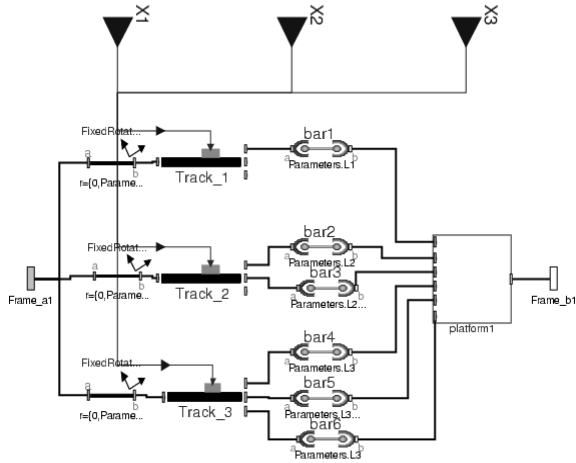 X1
X2
X3
FixedRotat...
a
b
r={0,Parame...
Track_1
bar1
a
b
Parameters.L1
FixedRotat...
a
b
r={0,Parame...
Track_2
bar2
a
b
Parameters.L2
bar3
a
b
Parameters.L2...
Frame_a1
platform1
Frame_b1
FixedRotat...
a
b
r={0,Parame...
Track_3
bar4
a
b
Parameters.L3
bar5
a
b
Parameters.L3...
bar6
a
b
Parameters.L3